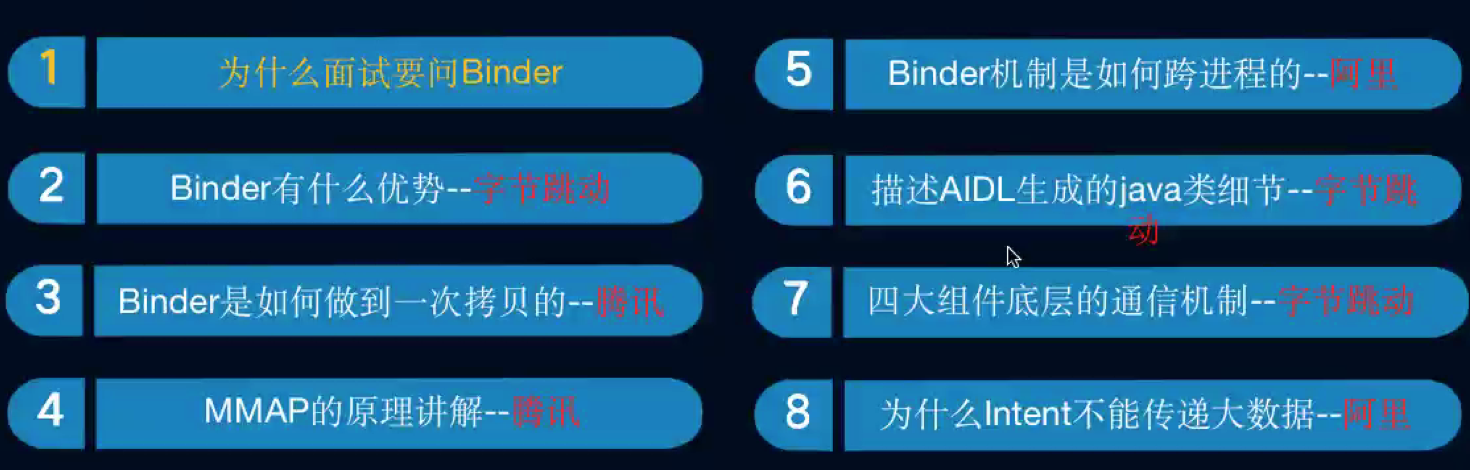 1
为什么面试要问Binder
2
Binder有什么优势--字节跳动
3
Binder是如何做到一次拷贝的--腾讯
4
MMAP的原理讲解--腾讯
5
Binder机制是如何跨进程的--阿里
6
描述AIDL生成的java类细节--字节跳
动
7
四大组件底层的通信机制--字节跳动
8
为什么Intent不能传递大数据--阿里